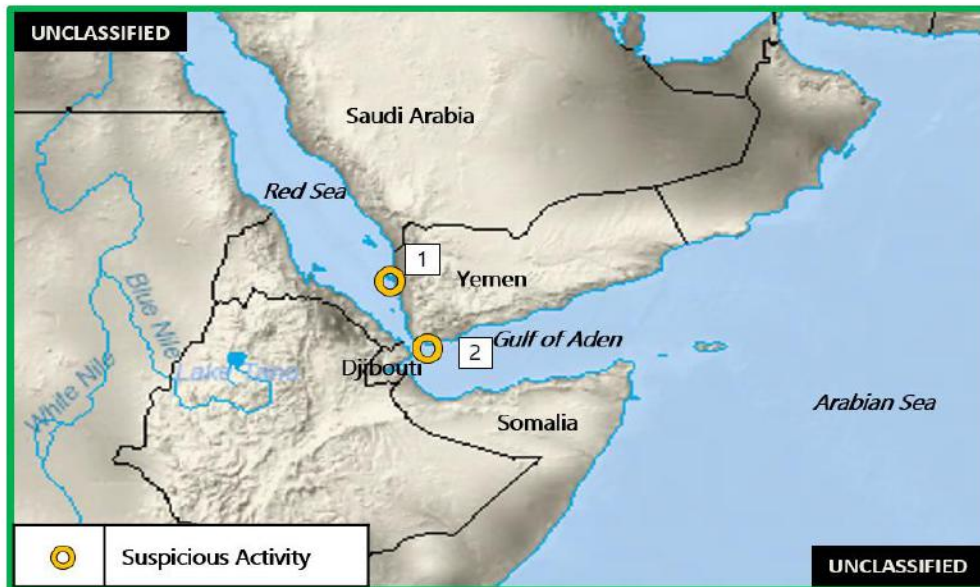 UNCLASSIFIED
Saudi Arabia
Red Sea
1
Yemen
Blue Nile
2
Gulf of Aden
Djibouti
Lake Tana
White Nile
Arabian Sea
Somalia
Suspicious Activity
UNCLASSIFIED